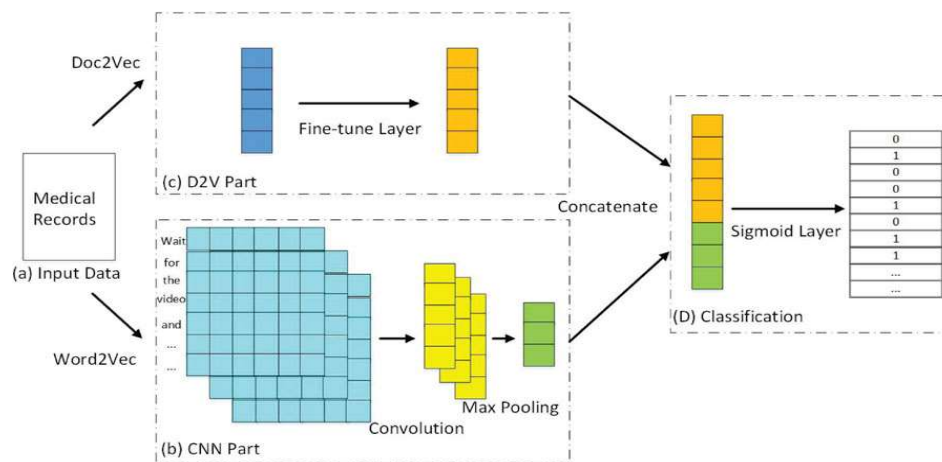 Doc2Vec
Fine-tune Layer
(c) D2V Part
Medical
Records
(a) Input Data
Word2Vec
Wait
for
the
video
and
...
...
Convolution
Max Pooling
(b) CNN Part
Concatenate
Sigmoid Layer
0
1
0
0
1
0
1
1
...
...
(D) Classification